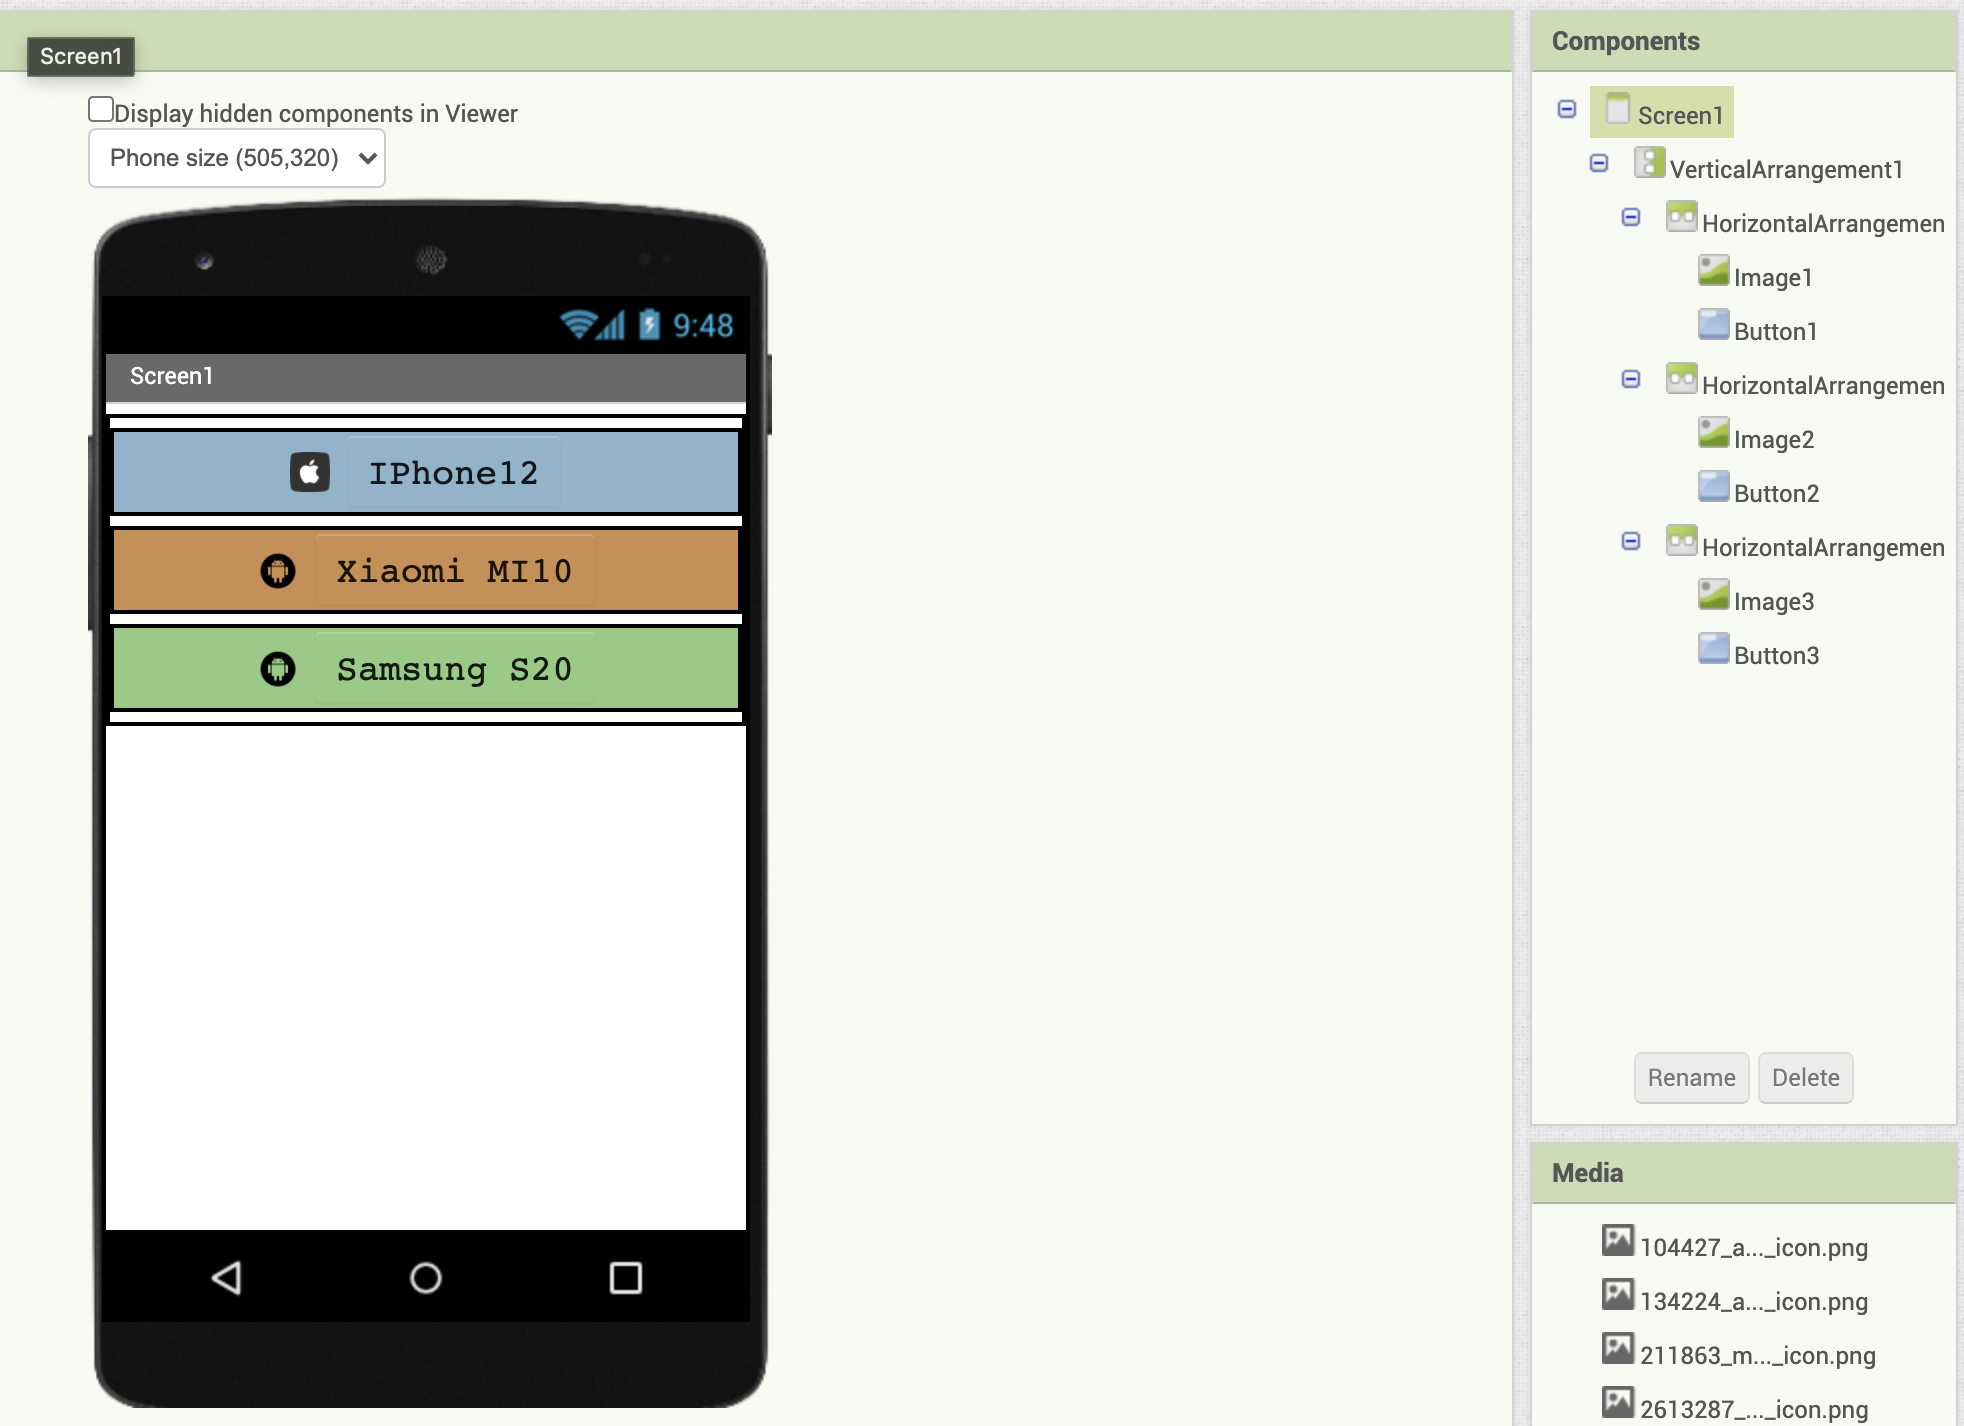 Screen1
Display hidden components in Viewer
Phone size (505,320)
9:48
Screen1
IPhone12
Xiaomi MI10
Samsung S20
Components
Screen1
VerticalArrangement1
HorizontalArrangemen
Image1
Button1
HorizontalArrangemen
Image2
Button2
HorizontalArrangemen
Image3
Button3
Rename Delete
Media
104427_a..._icon.png
134224_a..._icon.png
211863_m..._icon.png
2613287_..._icon.png